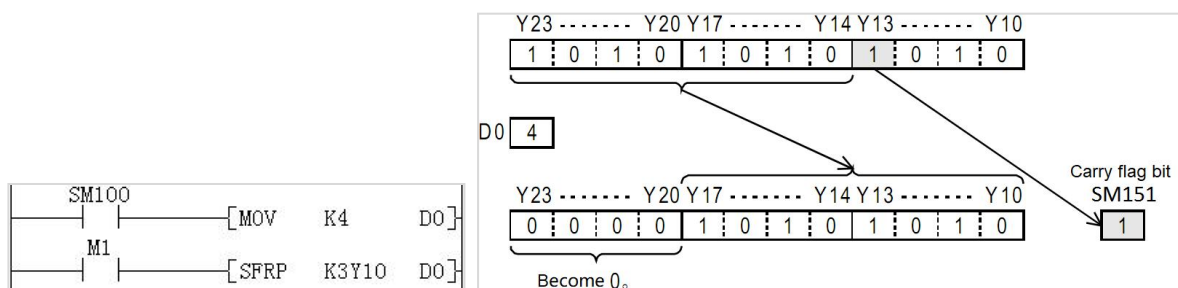 SM100
[MOV K4 D0]
M1
[SFRP K3Y10 D0]
Y23 ------- Y20 Y17 ------- Y14 Y13 ------- Y10
1 0 1 0 1 0 1 0 1 0 1 0
D0 4
Carry flag bit
Y23 ------- Y20 Y17 ------- Y14 Y13 ------- Y10 SM151
0 0 0 0 1 0 1 0 1 0 1 0 1
Become 0。